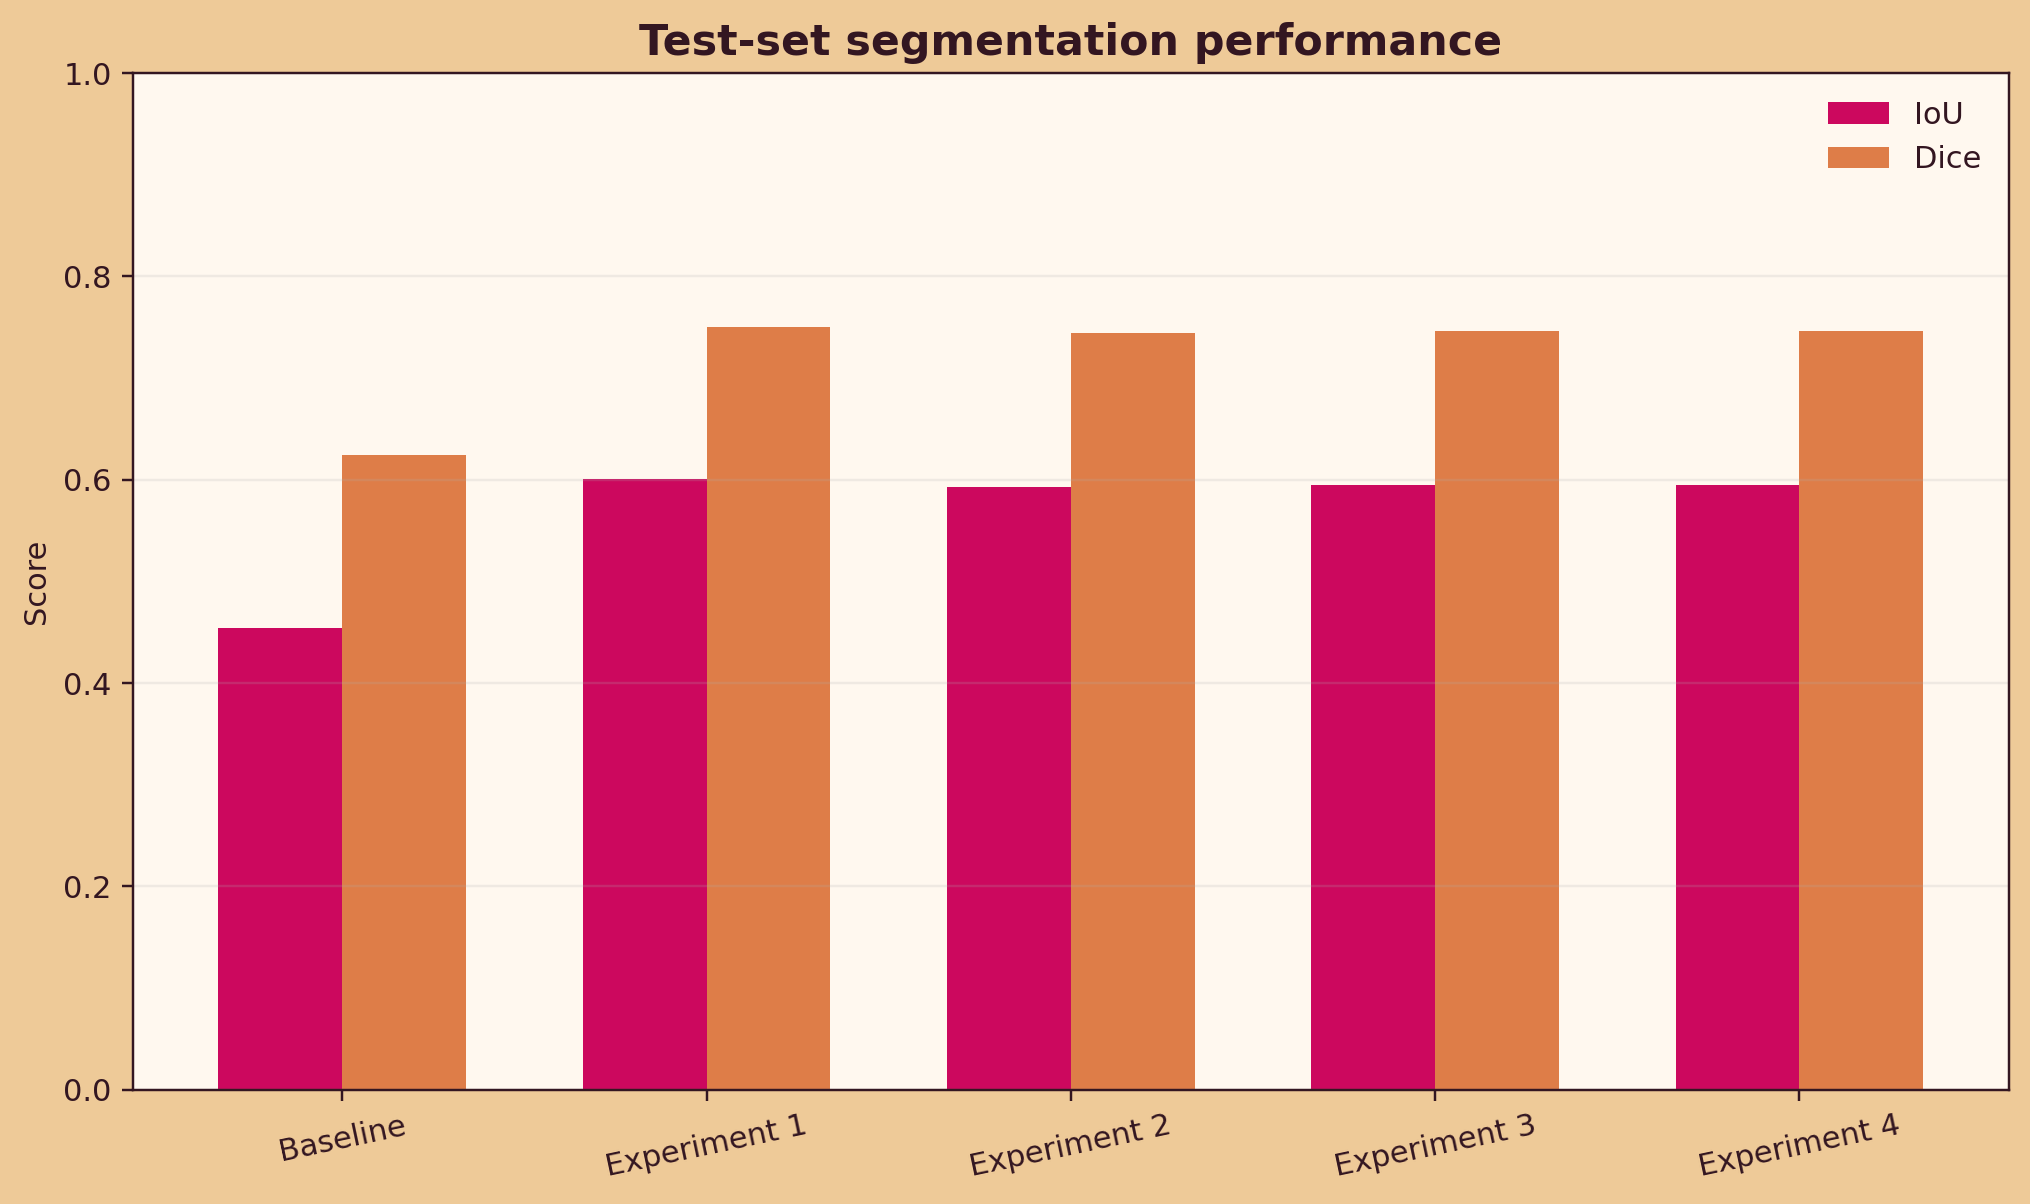 Test-set segmentation performance
IoU
Dice
Score
1.0
0.8
0.6
0.4
0.2
0.0
Baseline
Experiment 1
Experiment 2
Experiment 3
Experiment 4